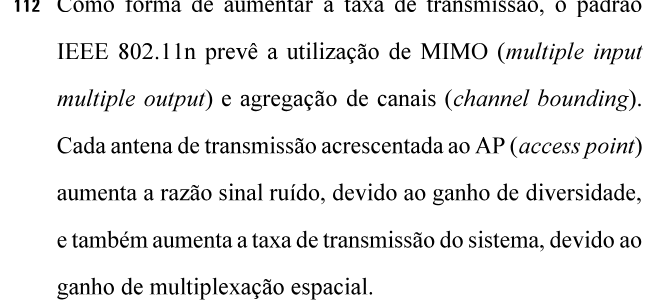 112 Como forma de aumentar a taxa de transmissão, o padrão
IEEE 802.11n prevê a utilização de MIMO (multiple input
multiple output) e agregação de canais (channel bounding).
Cada antena de transmissão acrescentada ao AP (access point)
aumenta a razão sinal ruído, devido ao ganho de diversidade,
e também aumenta a taxa de transmissão do sistema, devido ao
ganho de multiplexação espacial.